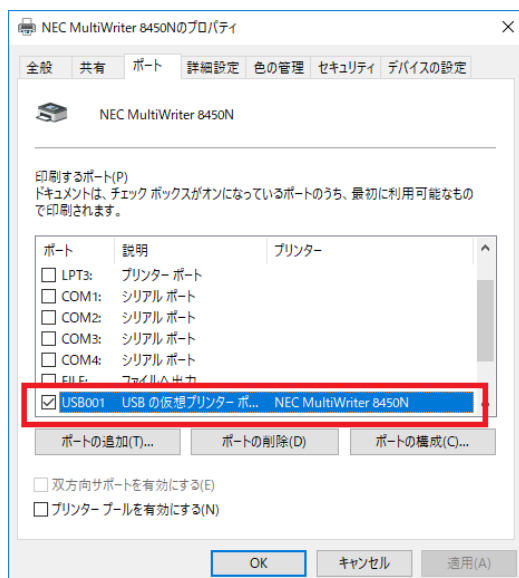 NEC MultiWriter 8450Nのプロパティ
全般 共有 ポート 詳細設定 色の管理 セキュリティ デバイスの設定
NEC MultiWriter 8450N
印刷するポート(P)
ドキュメントは、チェック ボックスがオンになっているポートのうち、最初に利用可能なもの
で印刷されます。
ポート 説明 プリンター
LPT3: プリンター ポート
COM1: シリアル ポート
COM2: シリアル ポート
COM3: シリアル ポート
COM4: シリアル ポート
FILE: ファイルへ出力
USB001 USB の仮想プリンター ポ... NEC MultiWriter 8450N
ポートの追加(T)... ポートの削除(D) ポートの構成(C)...
双方向サポートを有効にする(E)
プリンター プールを有効にする(N)
OK キャンセル 適用(A)